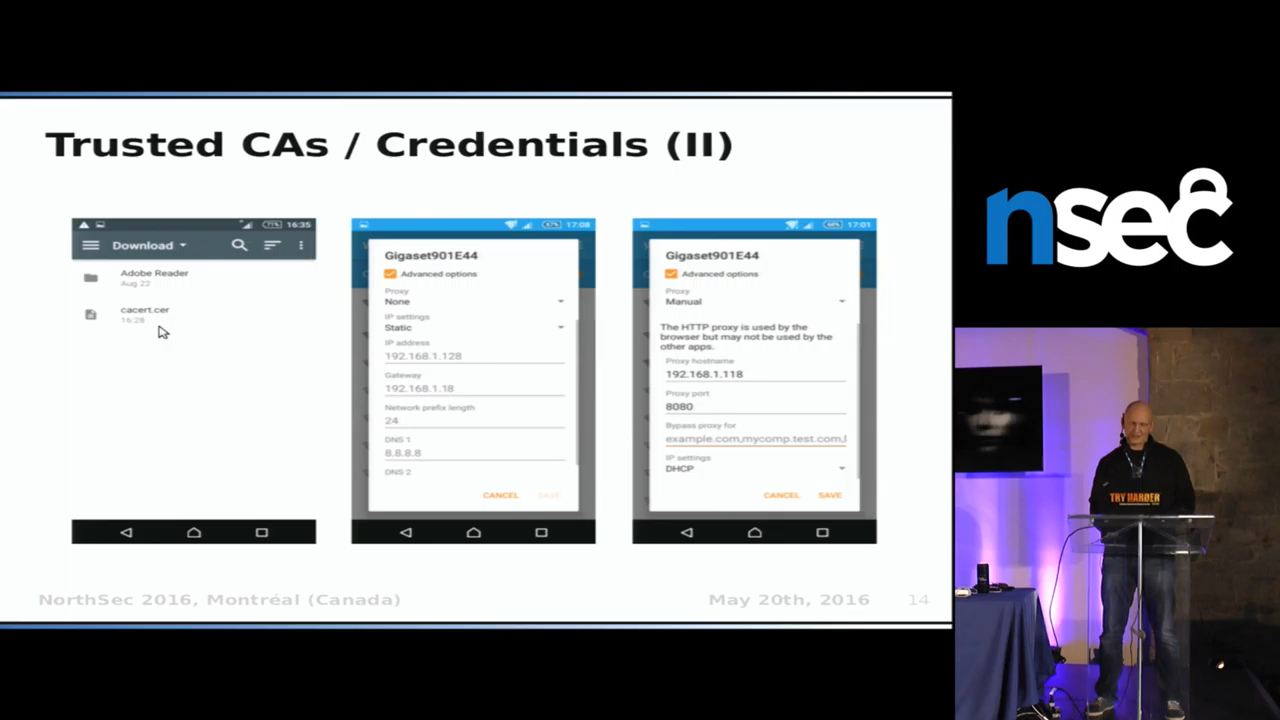 Trusted CAs / Credentials (II)
71% 16:35
Download
Adobe Reader
Aug 22
cacert.cer
16:28
67% 17:08
Gigaset901E44
Advanced options
Proxy
None
IP settings
Static
IP address
192.168.1.128
Gateway
192.168.1.18
Network prefix length
24
DNS 1
8.8.8.8
DNS 2
CANCEL SAVE
17:01
Gigaset901E44
Advanced options
Proxy
Manual
The HTTP proxy is used by the
browser but may not be used by the
other apps.
Proxy hostname
192.168.1.118
Proxy port
8080
Bypass proxy for
example.com,mycomp.test.com,l
IP settings
DHCP
CANCEL SAVE
NorthSec 2016, Montréal (Canada) May 20th, 2016 14
nsec
TRY HARDER